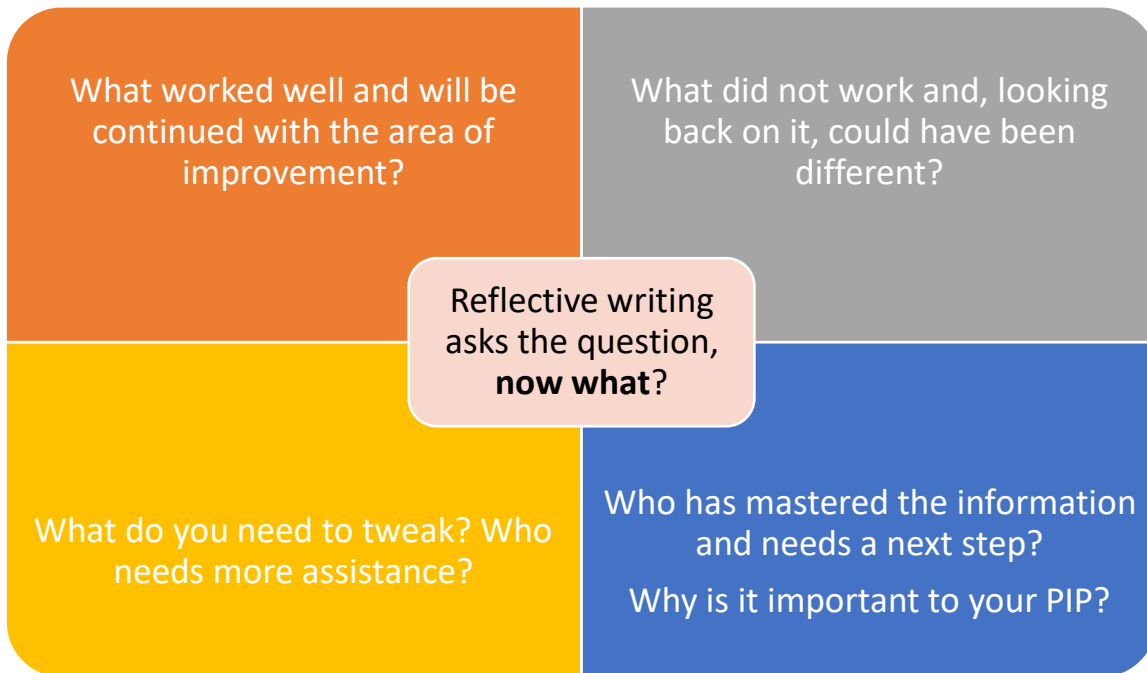 What worked well and will be
continued with the area of
improvement?
What did not work and, looking
back on it, could have been
different?
Reflective writing
asks the question,
now what?
What do you need to tweak? Who
needs more assistance?
Who has mastered the information
and needs a next step?
Why is it important to your PIP?